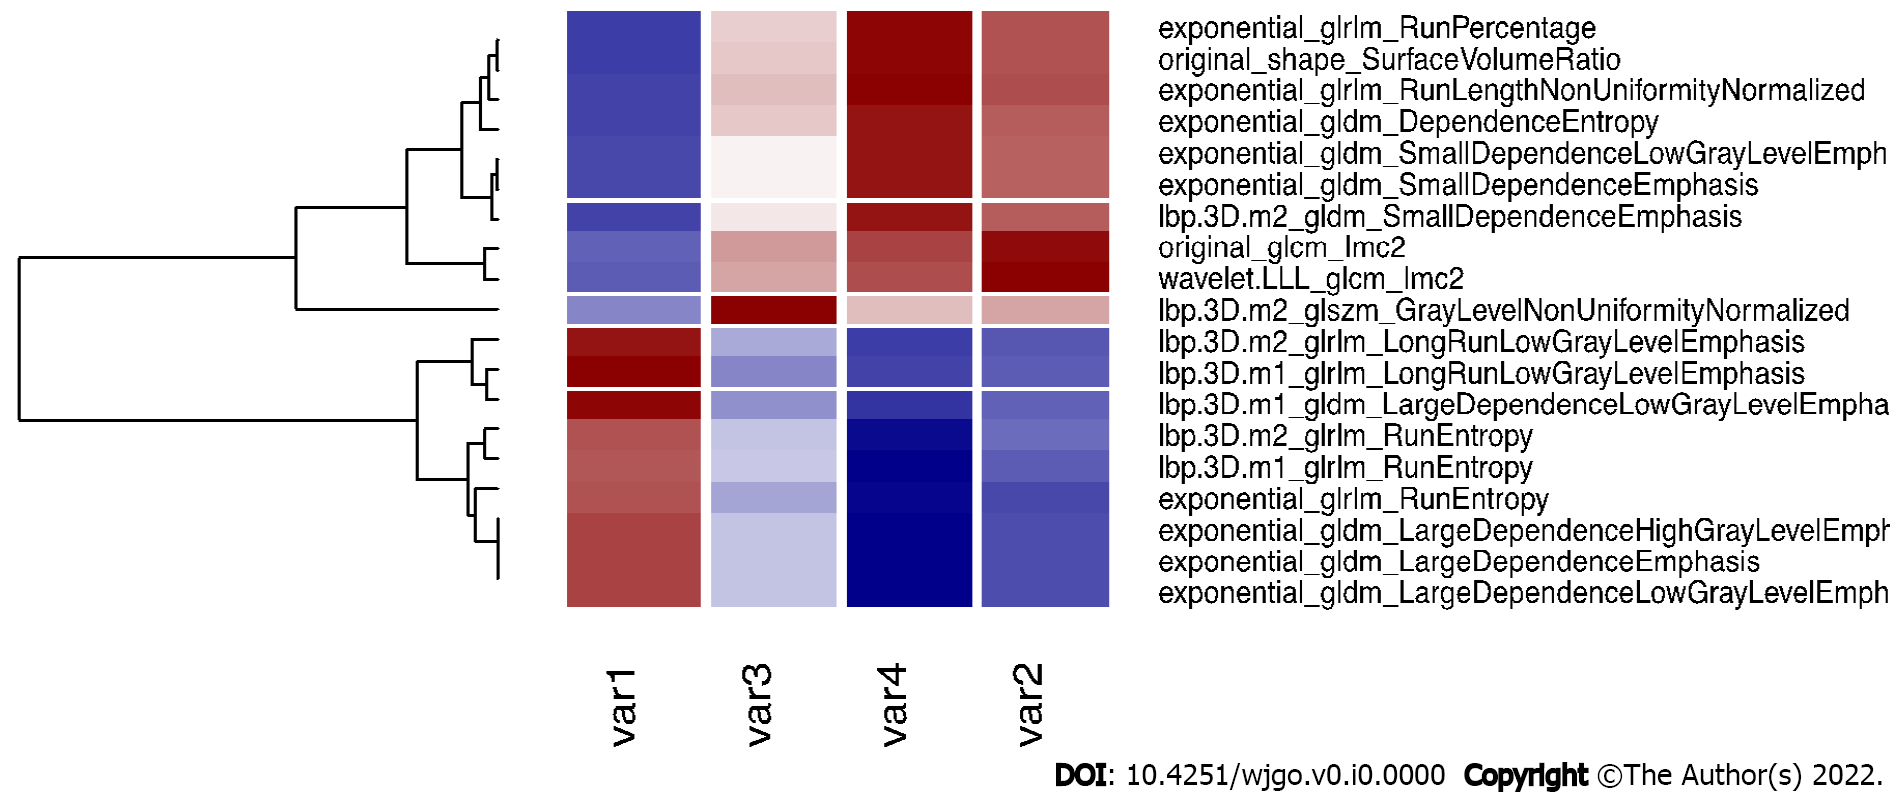 exponential_glrlm_RunPercentage
original_shape_SurfaceVolumeRatio
exponential_glrlm_RunLengthNonUniformityNormalized
exponential_gldm_DependenceEntropy
exponential_gldm_SmallDependenceLowGrayLevelEmph
exponential_gldm_SmallDependenceEmphasis
lbp.3D.m2_gldm_SmallDependenceEmphasis
original_glcm_Imc2
wavelet.LLL_glcm_Imc2
lbp.3D.m2_glszm_GrayLevelNonUniformityNormalized
lbp.3D.m2_glrlm_LongRunLowGrayLevelEmphasis
lbp.3D.m1_glrlm_LongRunLowGrayLevelEmphasis
lbp.3D.m1_gldm_LargeDependenceLowGrayLevelEmpha
lbp.3D.m2_glrlm_RunEntropy
lbp.3D.m1_glrlm_RunEntropy
exponential_glrlm_RunEntropy
exponential_gldm_LargeDependenceHighGrayLevelEmph
exponential_gldm_LargeDependenceEmphasis
exponential_gldm_LargeDependenceLowGrayLevelEmph
var1
var3
var4
var2
DOI: 10.4251/wjgo.v0.i0.0000 Copyright ©The Author(s) 2022.